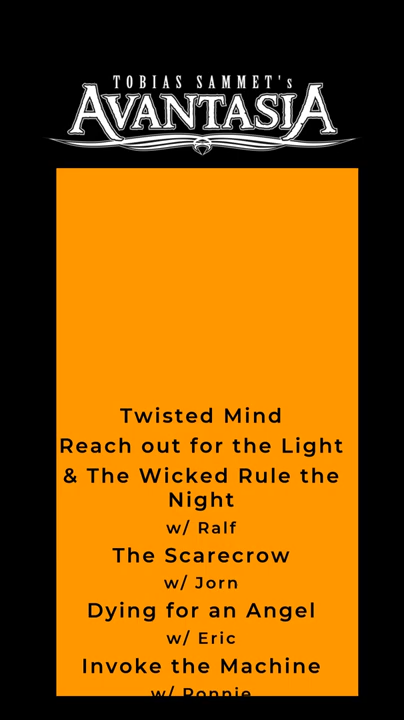 TOBIAS SAMMET's
AVANTASIA
Twisted Mind
Reach out for the Light
& The Wicked Rule the
Night
w/ Ralf
The Scarecrow
w/ Jorn
Dying for an Angel
w/ Eric
Invoke the Machine
w/ Ronnie